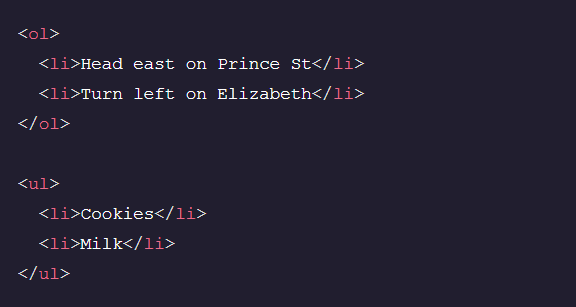 <ol>
  <li>Head east on Prince St</li>
  <li>Turn left on Elizabeth</li>
</ol>

<ul>
  <li>Cookies</li>
  <li>Milk</li>
</ul>